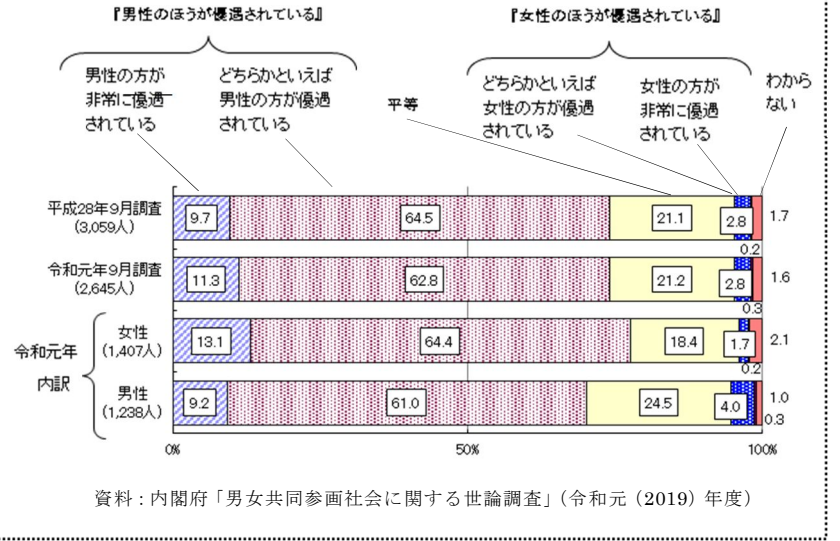 『男性のほうが優遇されている』
『女性のほうが優遇されている』
男性の方が
非常に優遇
されている
どちらかといえば
男性の方が優遇
されている
平等
どちらかといえば
女性の方が優遇
されている
女性の方が
非常に優遇
されている
わから
ない
平成28年9月調査
(3,059人)
9.7
64.5
21.1
2.8
1.7
0.2
令和元年9月調査
(2,645人)
11.3
62.8
21.2
2.8
1.6
0.3
令和元年
内訳
女性
(1,407人)
13.1
64.4
18.4
1.7
2.1
0.2
男性
(1,238人)
9.2
61.0
24.5
4.0
1.0
0.3
0%
50%
100%
資料:内閣府「男女共同参画社会に関する世論調査」(令和元(2019)年度)